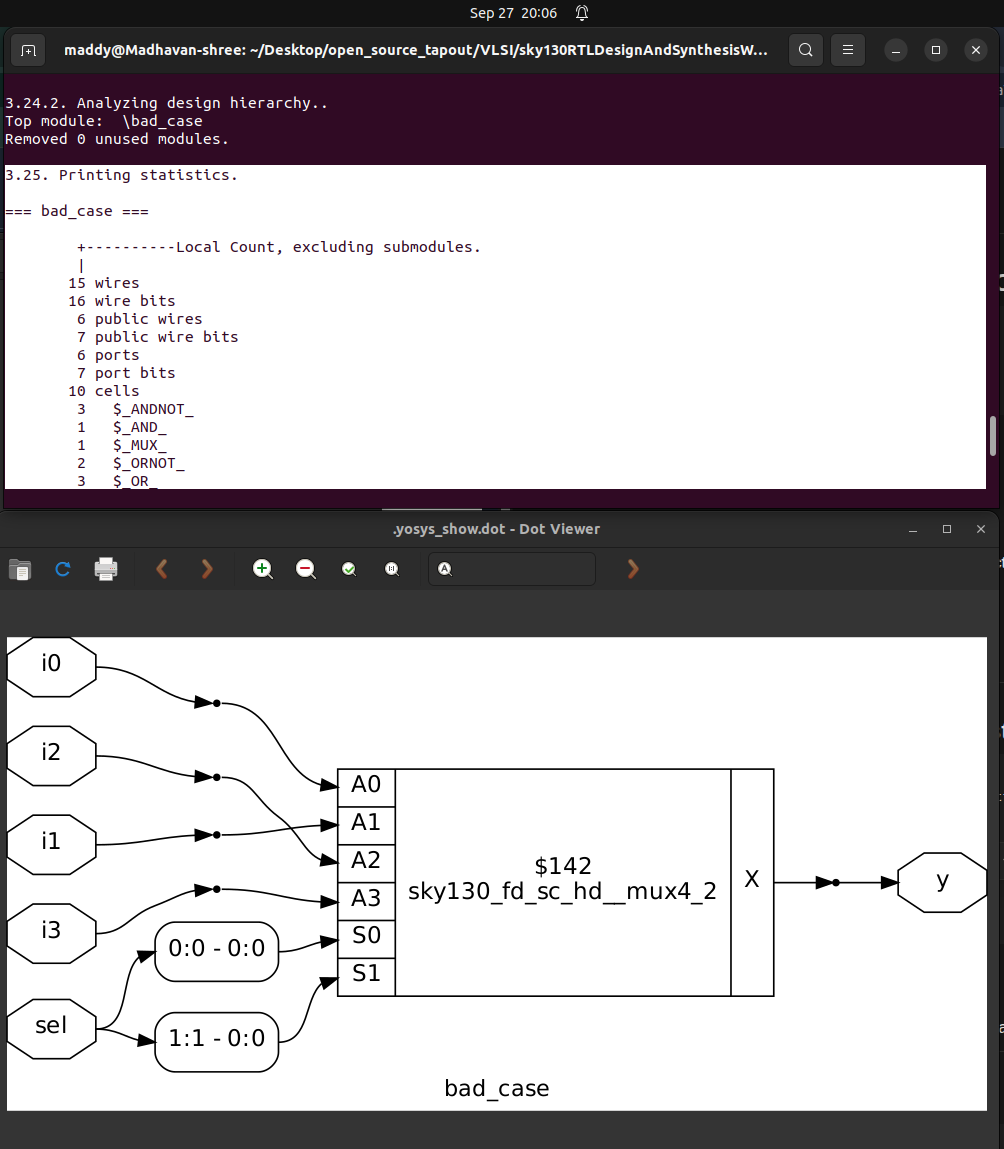 Sep 27 20:06
maddy@Madhavan-shree: ~/Desktop/open_source_tapout/VLSI/sky130RTLDesignAndSynthesisW...
3.24.2. Analyzing design hierarchy..
Top module:  \bad_case
Removed 0 unused modules.
3.25. Printing statistics.
=== bad_case ===
+----------Local Count, excluding submodules.
|
15 wires
16 wire bits
6 public wires
7 public wire bits
6 ports
7 port bits
10 cells
3   $_ANDNOT_
1   $_AND_
1   $_MUX_
2   $_ORNOT_
3   $_OR_
.yosys_show.dot - Dot Viewer
i0
i2
i1
i3
sel
0:0 - 0:0
1:1 - 0:0
A0
A1
A2
A3
S0
S1
$142
sky130_fd_sc_hd__mux4_2
X
y
bad_case